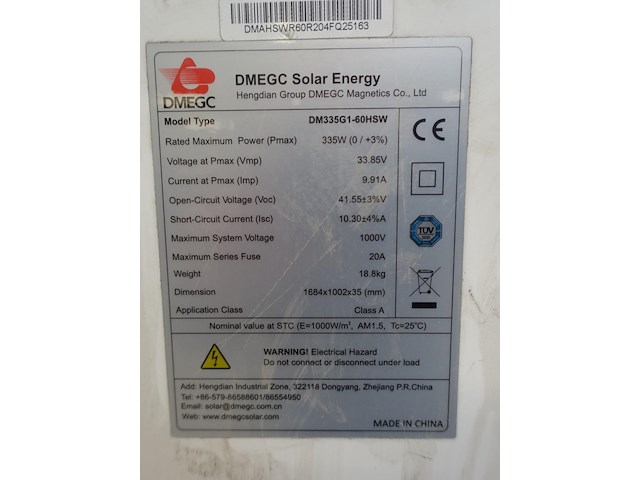 DMAHSWR60R204FQ25163
DMEGC
DMEGC Solar Energy
Hengdian Group DMEGC Magnetics Co., Ltd
Model Type DM335G1-60HSW
Rated Maximum Power (Pmax) 335W (0 / +3%)
Voltage at Pmax (Vmp) 33.85V
Current at Pmax (Imp) 9.91A
Open-Circuit Voltage (Voc) 41.55±3%V
Short-Circuit Current (Isc) 10.30±4%A
Maximum System Voltage 1000V
Maximum Series Fuse 20A
Weight 18.8kg
Dimension 1684x1002x35 (mm)
Application Class Class A
CE
TÜV
Nominal value at STC (E=1000W/m², AM1.5, Tc=25°C)
WARNING! Electrical Hazard
Do not connect or disconnect under load
Add: Hengdian Industrial Zone, 322118 Dongyang, Zhejiang P.R.China
Tel: +86-579-86588601/86554950
Email: solar@dmegc.com.cn
Web: www.dmegcsolar.com
MADE IN CHINA